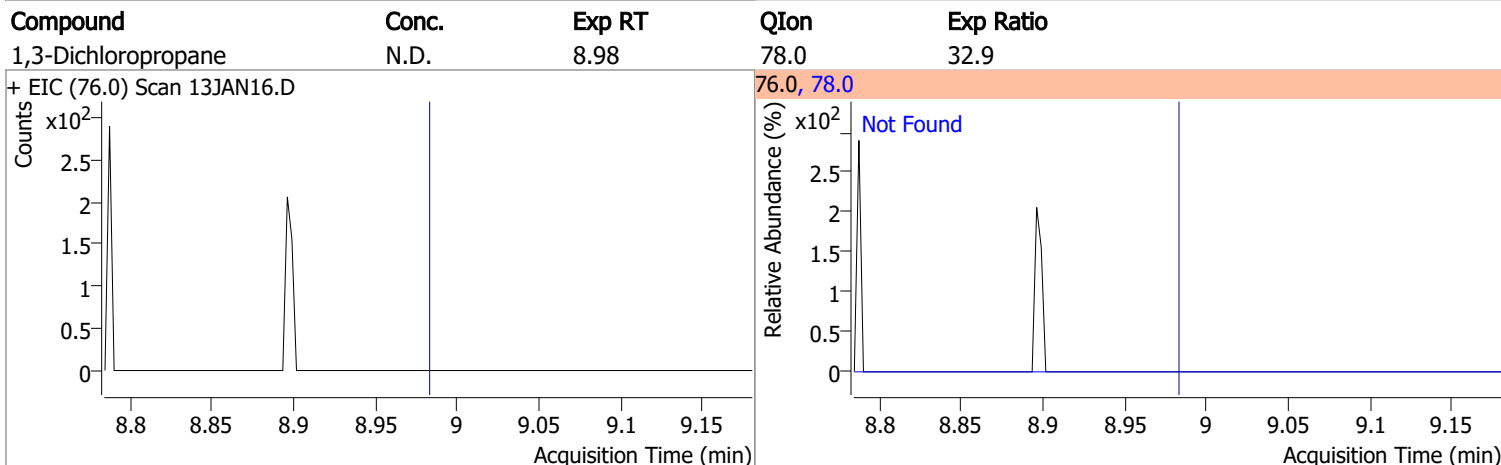 Compound Conc. Exp RT QIon Exp Ratio
1,3-Dichloropropane N.D. 8.98 78.0 32.9
+ EIC (76.0) Scan 13JAN16.D
Counts
x10²
2.5
2
1.5
1
0.5
0
8.8 8.85 8.9 8.95 9 9.05 9.1 9.15
Acquisition Time (min)
76.0, 78.0
Relative Abundance (%)
x10²
Not Found
2.5
2
1.5
1
0.5
0
8.8 8.85 8.9 8.95 9 9.05 9.1 9.15
Acquisition Time (min)